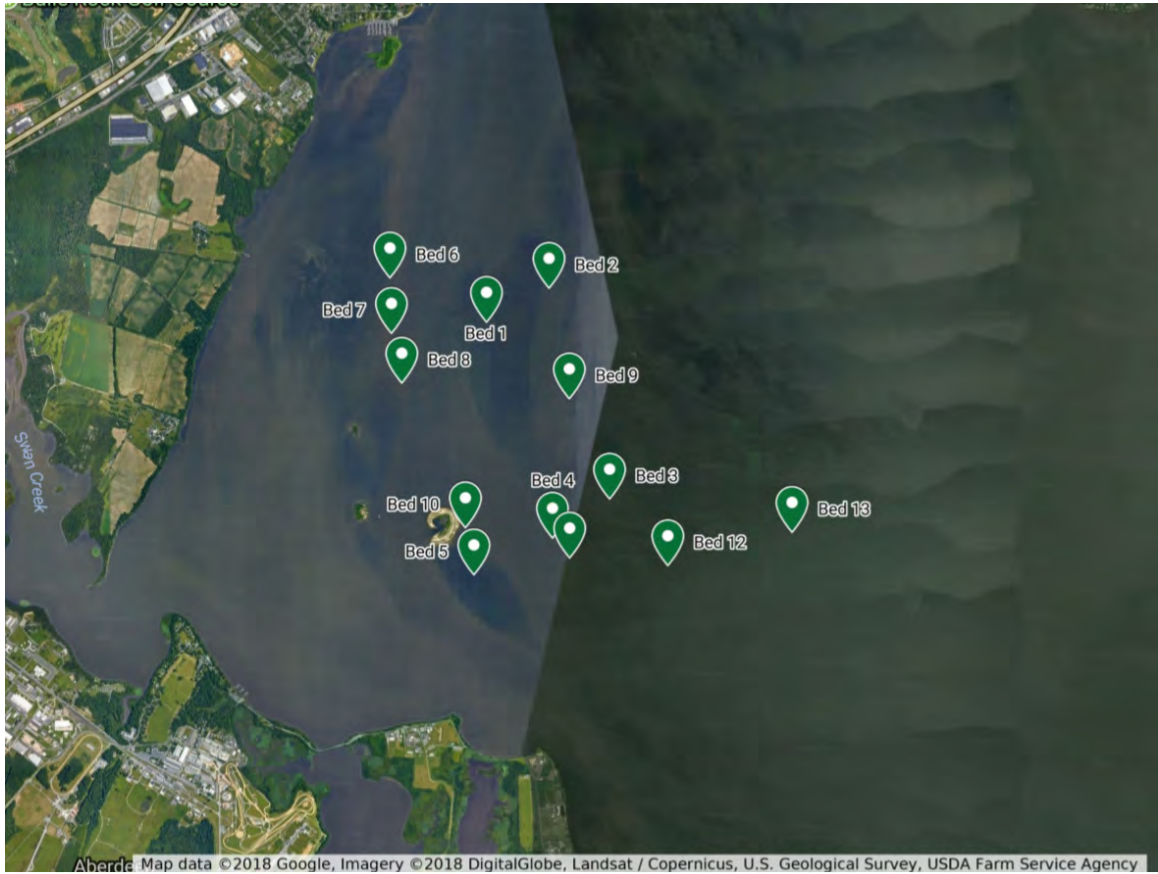 Bed 6
Bed 2
Bed 7
Bed 1
Bed 8
Bed 9
Bed 3
Bed 4
Bed 10
Bed 13
Bed 12
Bed 5
Swan Creek
Map data ©2018 Google, Imagery ©2018 DigitalGlobe, Landsat / Copernicus, U.S. Geological Survey, USDA Farm Service Agency